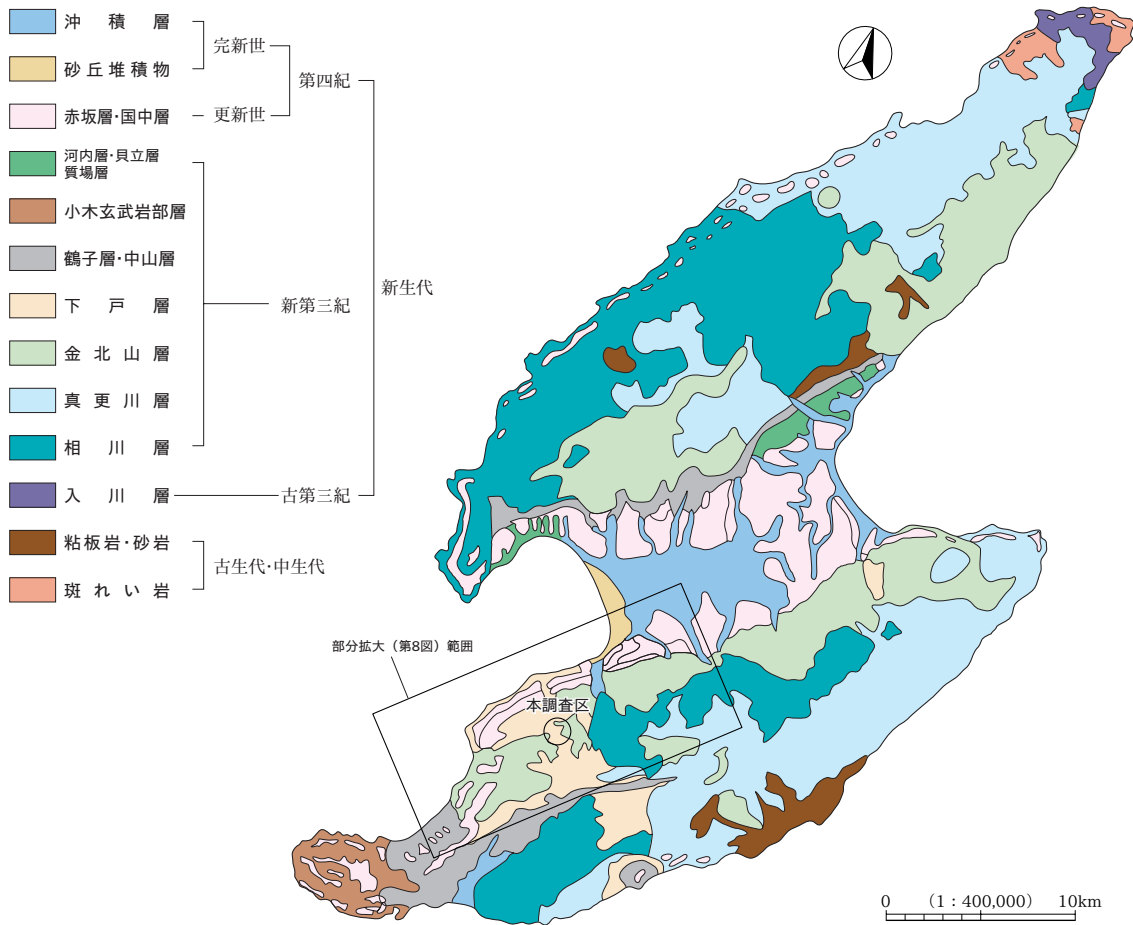 沖積層
砂丘堆積物
赤坂層・国中層
河内層・貝立層
質場層
小木玄武岩部層
鶴子層・中山層
下戸層
金北山層
真更川層
相川層
入川層
粘板岩・砂岩
斑れい岩
完新世
更新世
第四紀
新第三紀
古第三紀
新生代
古生代・中生代
部分拡大（第8図）範囲
本調査区
0 （1：400,000） 10km